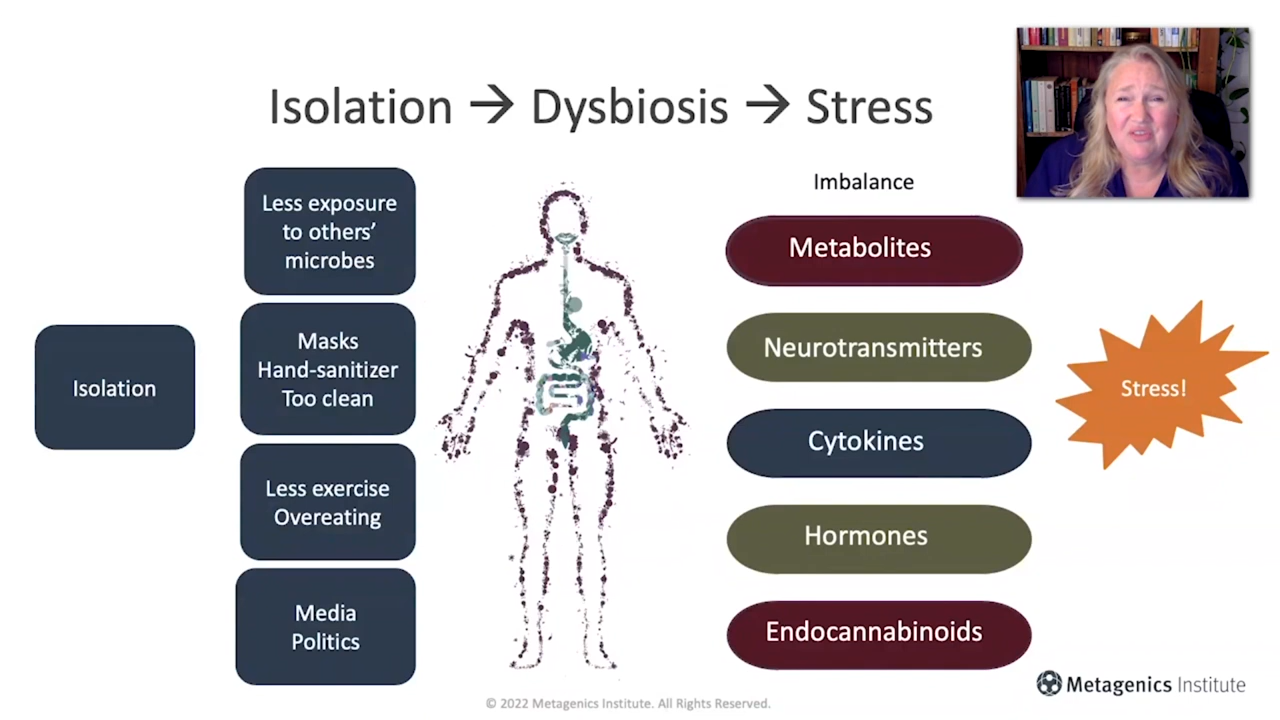 Isolation → Dysbiosis → Stress
Isolation
Less exposure
to others’
microbes
Masks
Hand-sanitizer
Too clean
Less exercise
Overeating
Media
Politics
Imbalance
Metabolites
Neurotransmitters
Cytokines
Hormones
Endocannabinoids
Stress!
© 2022 Metagenics Institute. All Rights Reserved.
Metagenics Institute